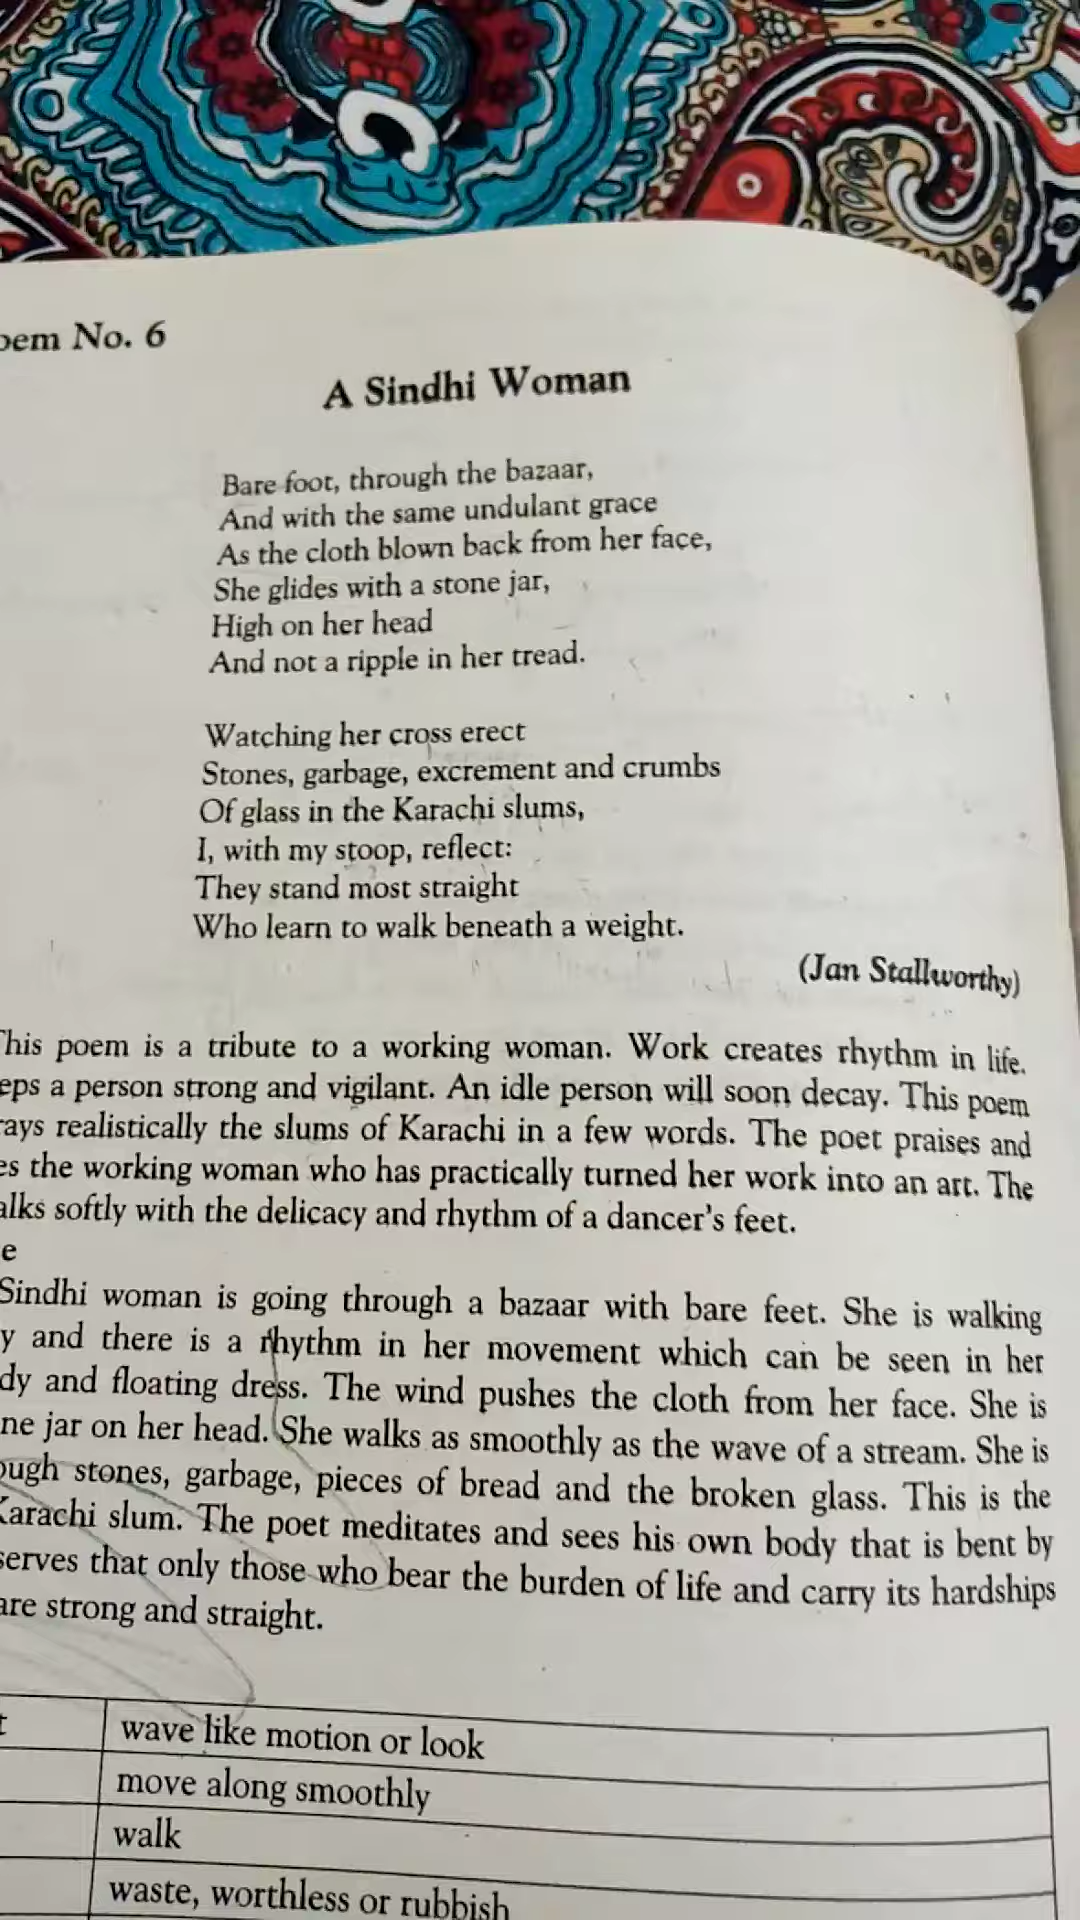 No. 6
A Sindhi Woman
Bare foot, through the bazaar,
And with the same undulant grace
As the cloth blown back from her face,
She glides with a stone jar,
High on her head
And not a ripple in her tread.
Watching her cross erect
Stones, garbage, excrement and crumbs
Of glass in the Karachi slums,
I, with my stoop, reflect:
They stand most straight
Who learn to walk beneath a weight.
(Jan Stallworthy)
This poem is a tribute to a working woman. Work creates rhythm in life.
a person strong and vigilant. An idle person will soon decay. This poem
realistically the slums of Karachi in a few words. The poet praises and
the working woman who has practically turned her work into an art. The
softly with the delicacy and rhythm of a dancer's feet.
Sindhi woman is going through a bazaar with bare feet. She is walking
and there is a rhythm in her movement which can be seen in her
and floating dress. The wind pushes the cloth from her face. She is
jar on her head. She walks as smoothly as the wave of a stream. She is
stones, garbage, pieces of bread and the broken glass. This is the
Karachi slum. The poet meditates and sees his own body that is bent by
that only those who bear the burden of life and carry its hardships
are strong and straight.
wave like motion or look
move along smoothly
walk
waste, worthless or rubbish